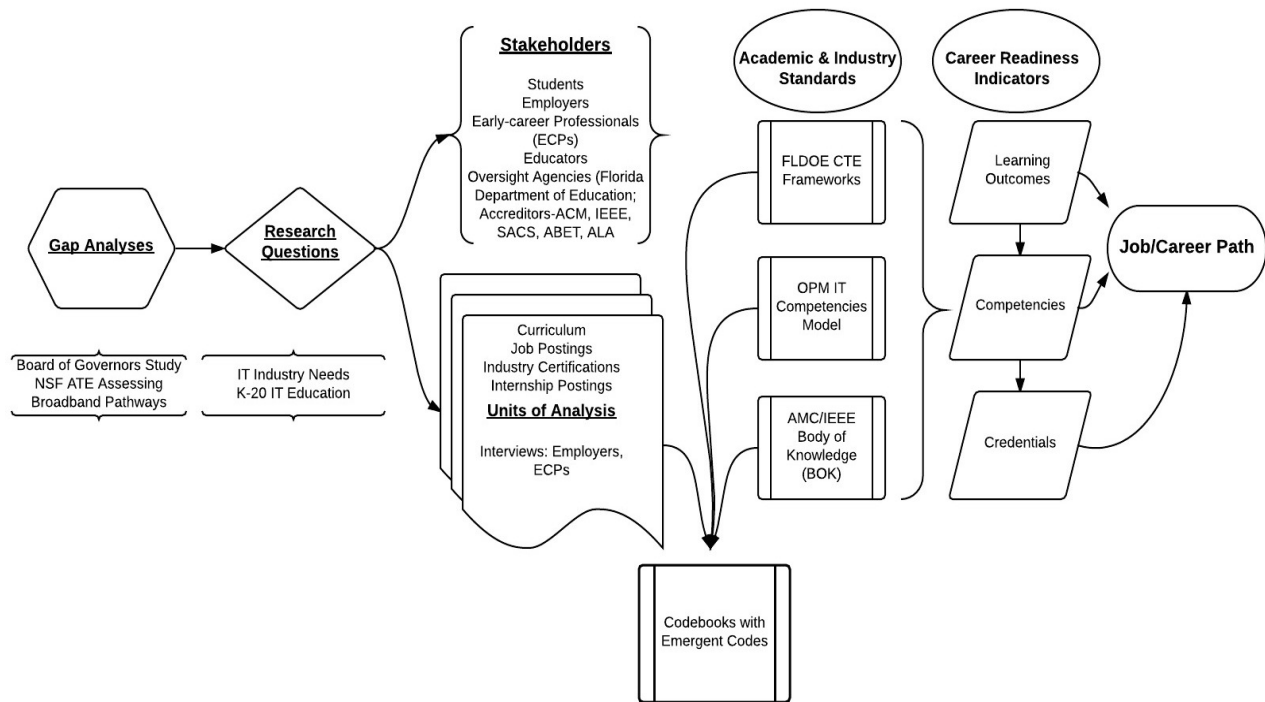 Gap Analyses
Board of Governors Study
NSF ATE Assessing
Broadband Pathways
Research
Questions
IT Industry Needs
K-20 IT Education
Stakeholders
Students
Employers
Early-career Professionals
(ECPs)
Educators
Oversight Agencies (Florida
Department of Education;
Accreditors-ACM, IEEE,
SACS, ABET, ALA
Curriculum
Job Postings
Industry Certifications
Internship Postings
Units of Analysis
Interviews: Employers,
ECPs
Codebooks with
Emergent Codes
Academic & Industry
Standards
FLDOE CTE
Frameworks
OPM IT
Competencies
Model
AMC/IEEE
Body of
Knowledge
(BOK)
Career Readiness
Indicators
Learning
Outcomes
Competencies
Credentials
Job/Career Path